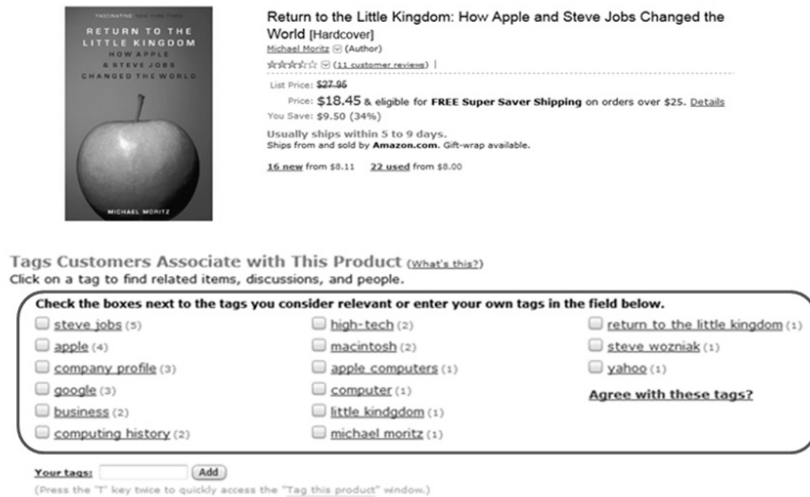 FASCINATING NEW YORK TIMES
RETURN TO THE
LITTLE KINGDOM
HOW APPLE
& STEVE JOBS
CHANGED THE WORLD
MICHAEL MORITZ
Return to the Little Kingdom: How Apple and Steve Jobs Changed the
World [Hardcover]
Michael Moritz (Author)
(11 customer reviews) |
List Price: $27.95
Price: $18.45 & eligible for FREE Super Saver Shipping on orders over $25. Details
You Save: $9.50 (34%)
Usually ships within 5 to 9 days.
Ships from and sold by Amazon.com. Gift-wrap available.
16 new from $8.11 22 used from $8.00
Tags Customers Associate with This Product (What's this?)
Click on a tag to find related items, discussions, and people.
Check the boxes next to the tags you consider relevant or enter your own tags in the field below.
steve jobs (5)
apple (4)
company profile (3)
google (3)
business (2)
computing history (2)
high-tech (2)
macintosh (2)
apple computers (1)
computer (1)
little kindgdom (1)
michael moritz (1)
return to the little kingdom (1)
steve wozniak (1)
yahoo (1)
Agree with these tags?
Your tags: Add
(Press the 'T' key twice to quickly access the "Tag this product" window.)